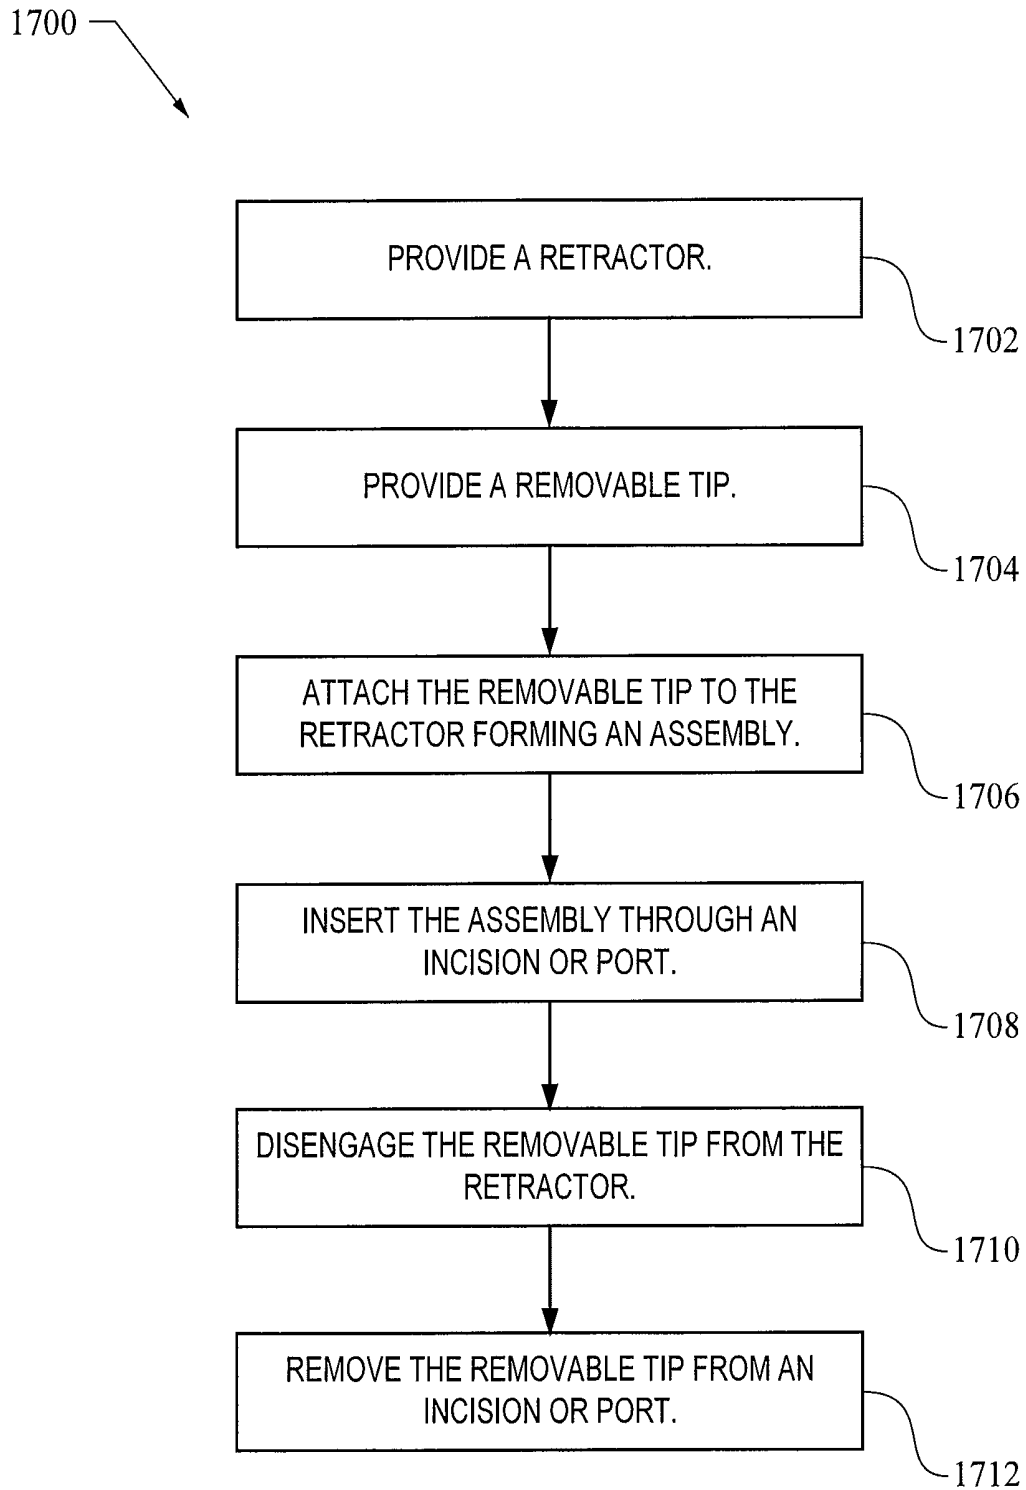 1700
PROVIDE A RETRACTOR.
1702
PROVIDE A REMOVABLE TIP.
1704
ATTACH THE REMOVABLE TIP TO THE
RETRACTOR FORMING AN ASSEMBLY.
1706
INSERT THE ASSEMBLY THROUGH AN
INCISION OR PORT.
1708
DISENGAGE THE REMOVABLE TIP FROM THE
RETRACTOR.
1710
REMOVE THE REMOVABLE TIP FROM AN
INCISION OR PORT.
1712